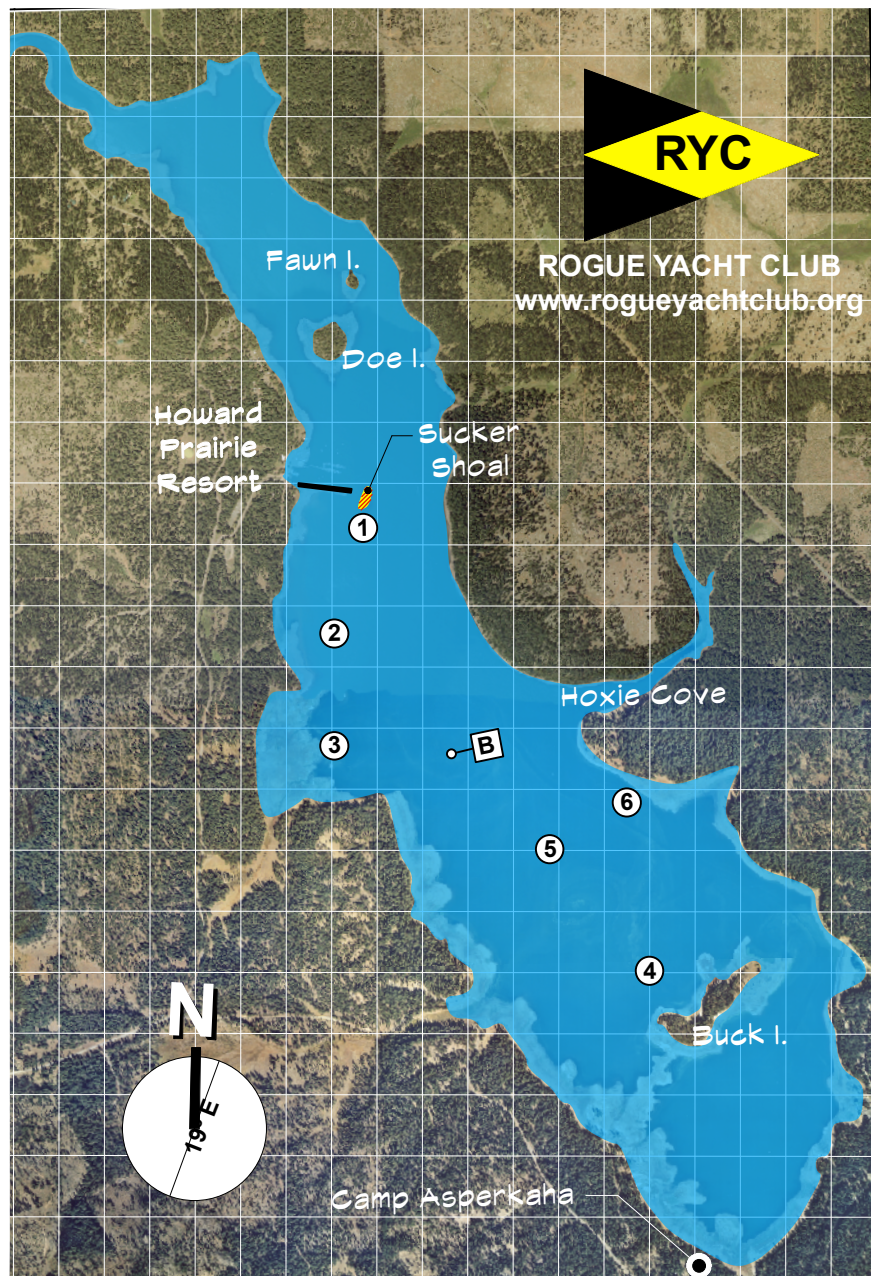 RYC
ROGUE YACHT CLUB
www.rogueyachtclub.org
Fawn I.
Doe I.
Howard
Prairie
Resort
Sucker
Shoal
1
2
Hoxie Cove
3
B
6
5
4
N
Buck I.
19° E
Camp Asperkaha